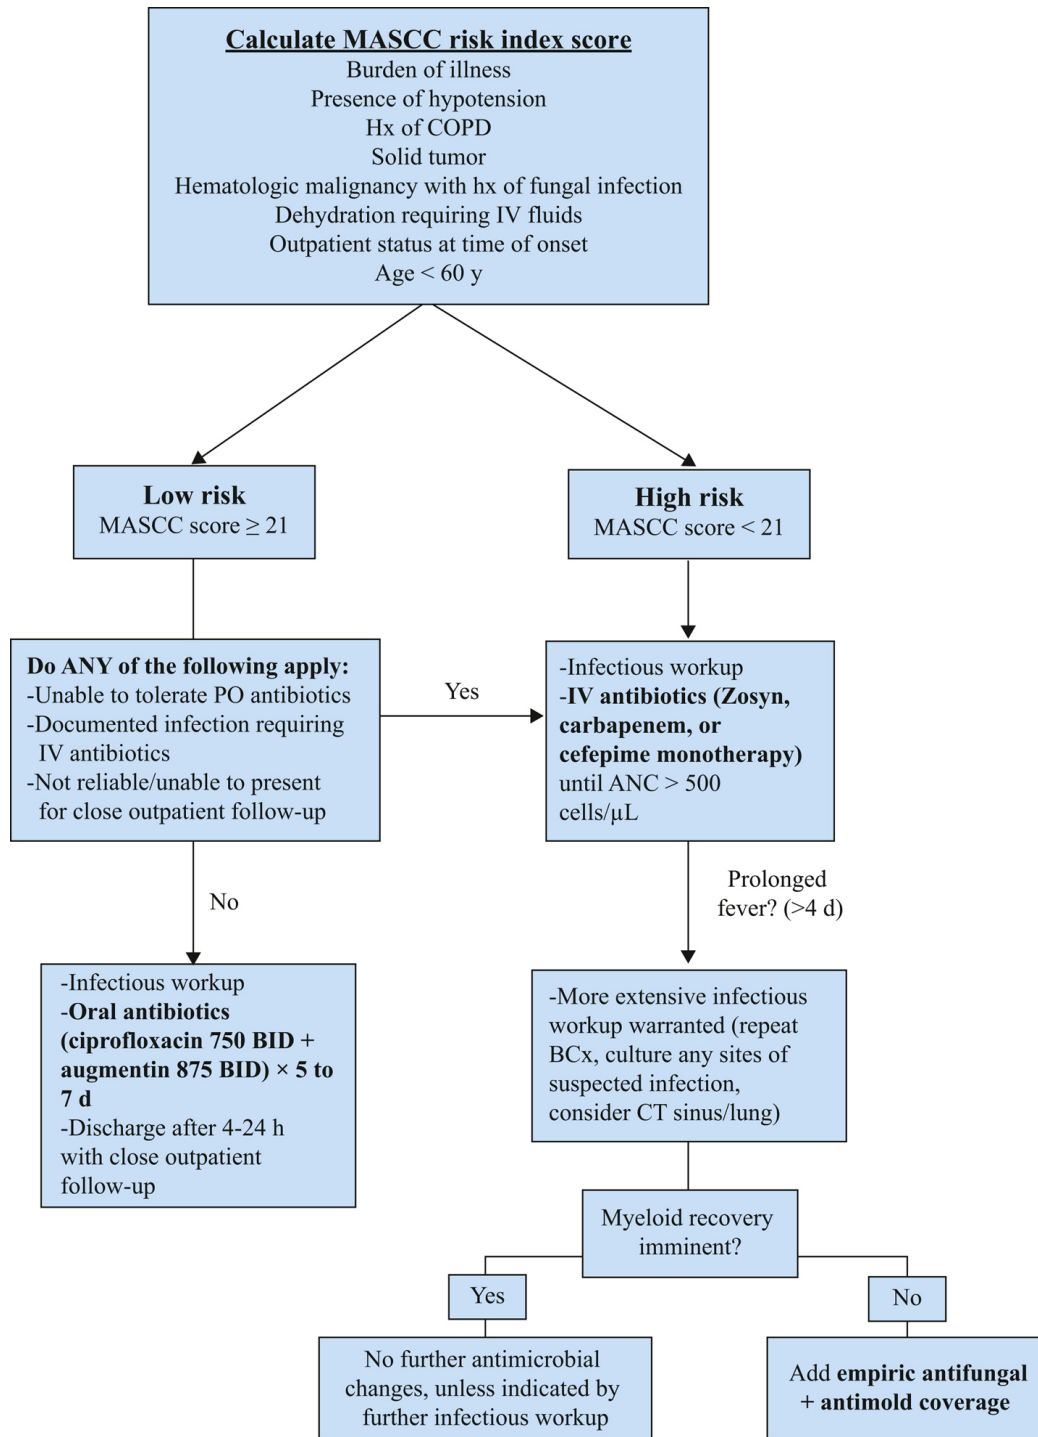 Calculate MASCC risk index score
Burden of illness
Presence of hypotension
Hx of COPD
Solid tumor
Hematologic malignancy with hx of fungal infection
Dehydration requiring IV fluids
Outpatient status at time of onset
Age < 60 y
Low risk
MASCC score ≥ 21
High risk
MASCC score < 21
Do ANY of the following apply:
-Unable to tolerate PO antibiotics
-Documented infection requiring
IV antibiotics
-Not reliable/unable to present
for close outpatient follow-up
Yes
-Infectious workup
-IV antibiotics (Zosyn,
carbapenem, or
cefepime monotherapy)
until ANC > 500
cells/µL
No
Prolonged
fever? (>4 d)
-Infectious workup
-Oral antibiotics
(ciprofloxacin 750 BID +
augmentin 875 BID) × 5 to
7 d
-Discharge after 4-24 h
with close outpatient
follow-up
-More extensive infectious
workup warranted (repeat
BCx, culture any sites of
suspected infection,
consider CT sinus/lung)
Myeloid recovery
imminent?
Yes
No
No further antimicrobial
changes, unless indicated by
further infectious workup
Add empiric antifungal
+ antimold coverage